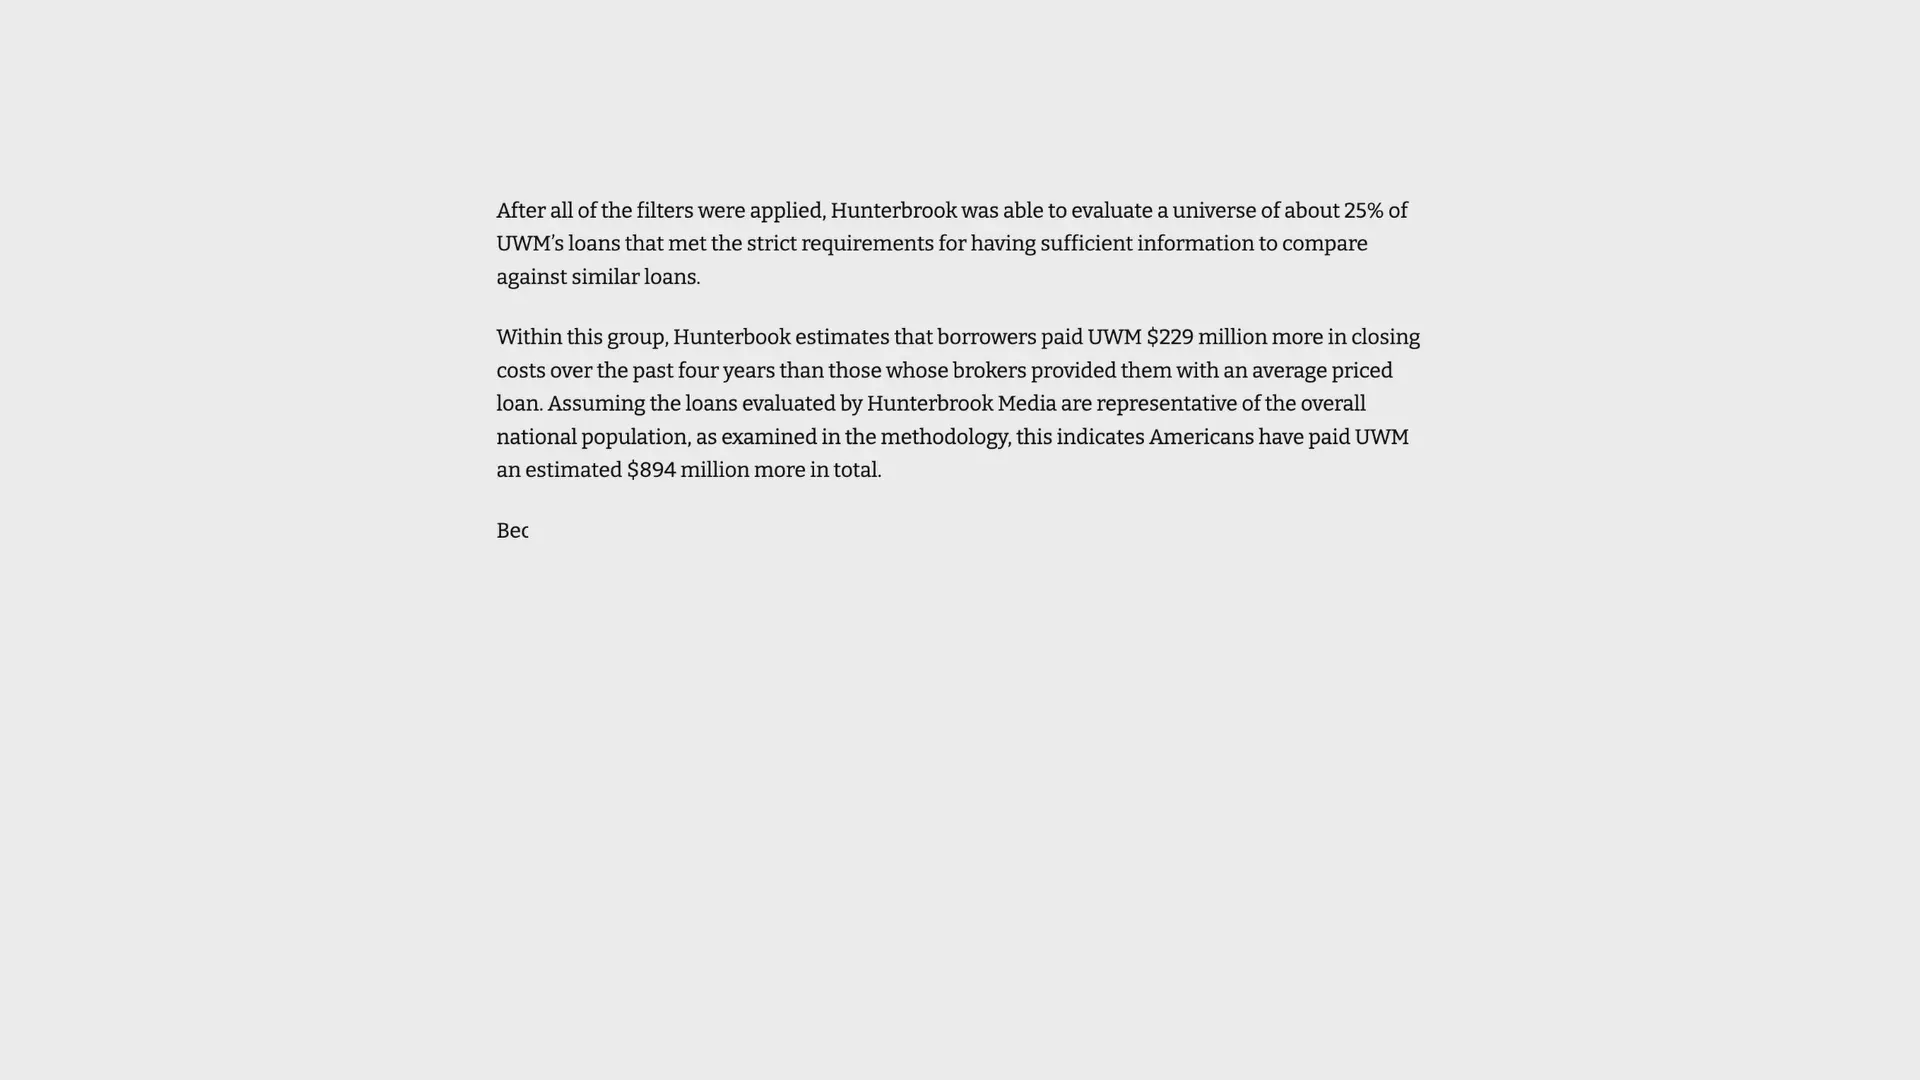 After all of the filters were applied, Hunterbrook was able to evaluate a universe of about 25% of
UWM’s loans that met the strict requirements for having sufficient information to compare
against similar loans.
Within this group, Hunterbook estimates that borrowers paid UWM $229 million more in closing
costs over the past four years than those whose brokers provided them with an average priced
loan. Assuming the loans evaluated by Hunterbrook Media are representative of the overall
national population, as examined in the methodology, this indicates Americans have paid UWM
an estimated $894 million more in total.
Bec